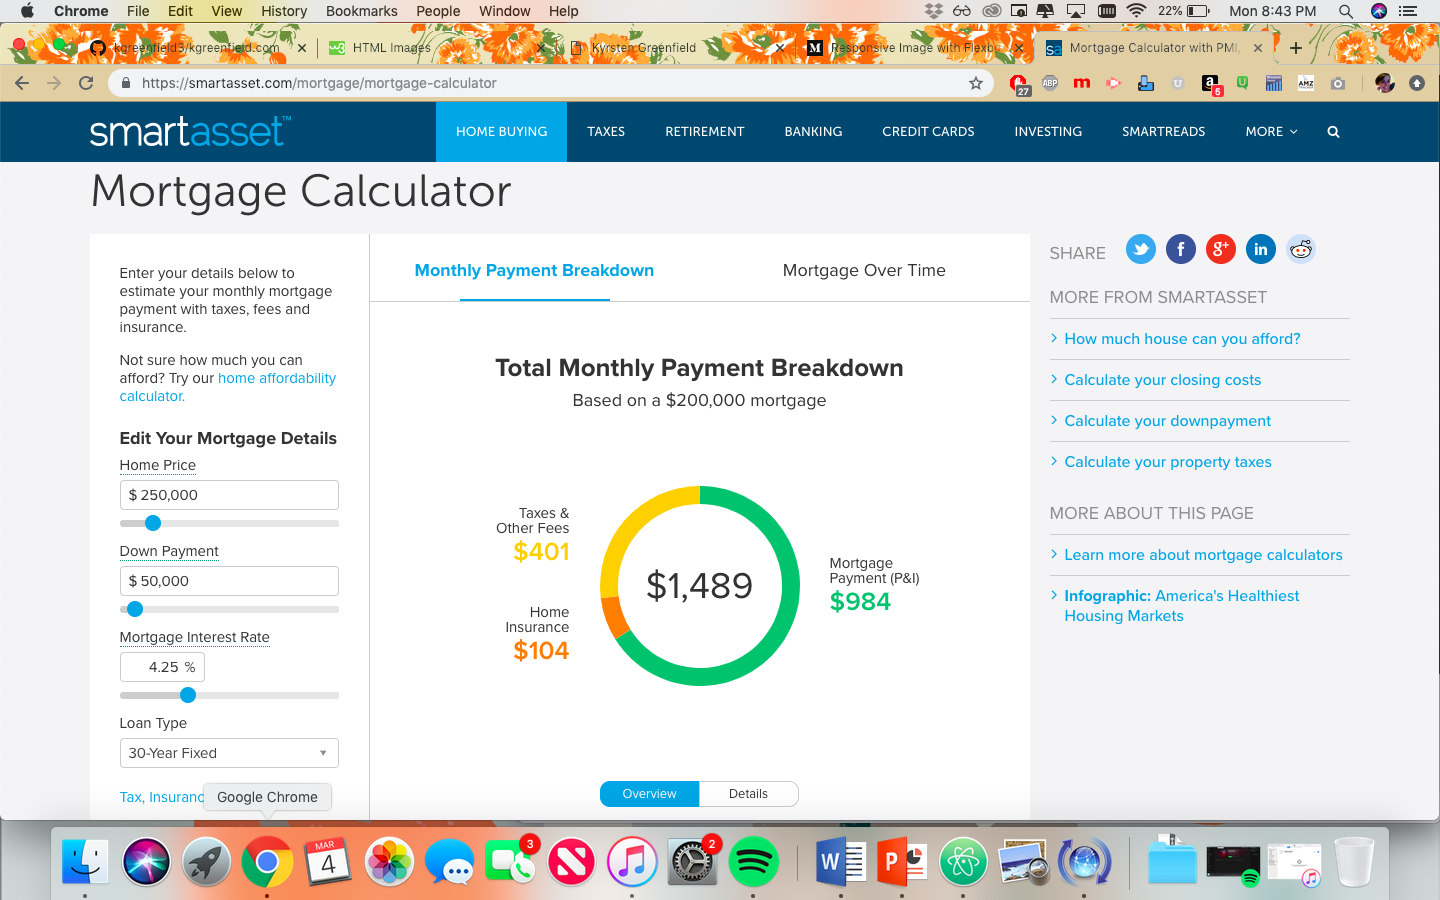 Chrome File Edit View History Bookmarks People Window Help 22% Mon 8:43 PM
kgreenfield3/kgreenfield.com HTML Images Kyrsten Greenfield Responsive Image with Flexb Mortgage Calculator with PMI,
https://smartasset.com/mortgage/mortgage-calculator
27 ABP m 5 AMZ
smartasset™ HOME BUYING TAXES RETIREMENT BANKING CREDIT CARDS INVESTING SMARTREADS MORE
Mortgage Calculator
Enter your details below to
estimate your monthly mortgage
payment with taxes, fees and
insurance.
Not sure how much you can
afford? Try our home affordability
calculator.
Edit Your Mortgage Details
Home Price
$ 250,000
Down Payment
$ 50,000
Mortgage Interest Rate
4.25 %
Loan Type
30-Year Fixed
Tax, Insuranc
Google Chrome
Monthly Payment Breakdown
Mortgage Over Time
Total Monthly Payment Breakdown
Based on a $200,000 mortgage
Taxes &
Other Fees
$401
Home
Insurance
$104
$1,489
Mortgage
Payment (P&I)
$984
Overview Details
SHARE
MORE FROM SMARTASSET
How much house can you afford?
Calculate your closing costs
Calculate your downpayment
Calculate your property taxes
MORE ABOUT THIS PAGE
Learn more about mortgage calculators
Infographic: America's Healthiest
Housing Markets
MAR
4
3
2
W
P